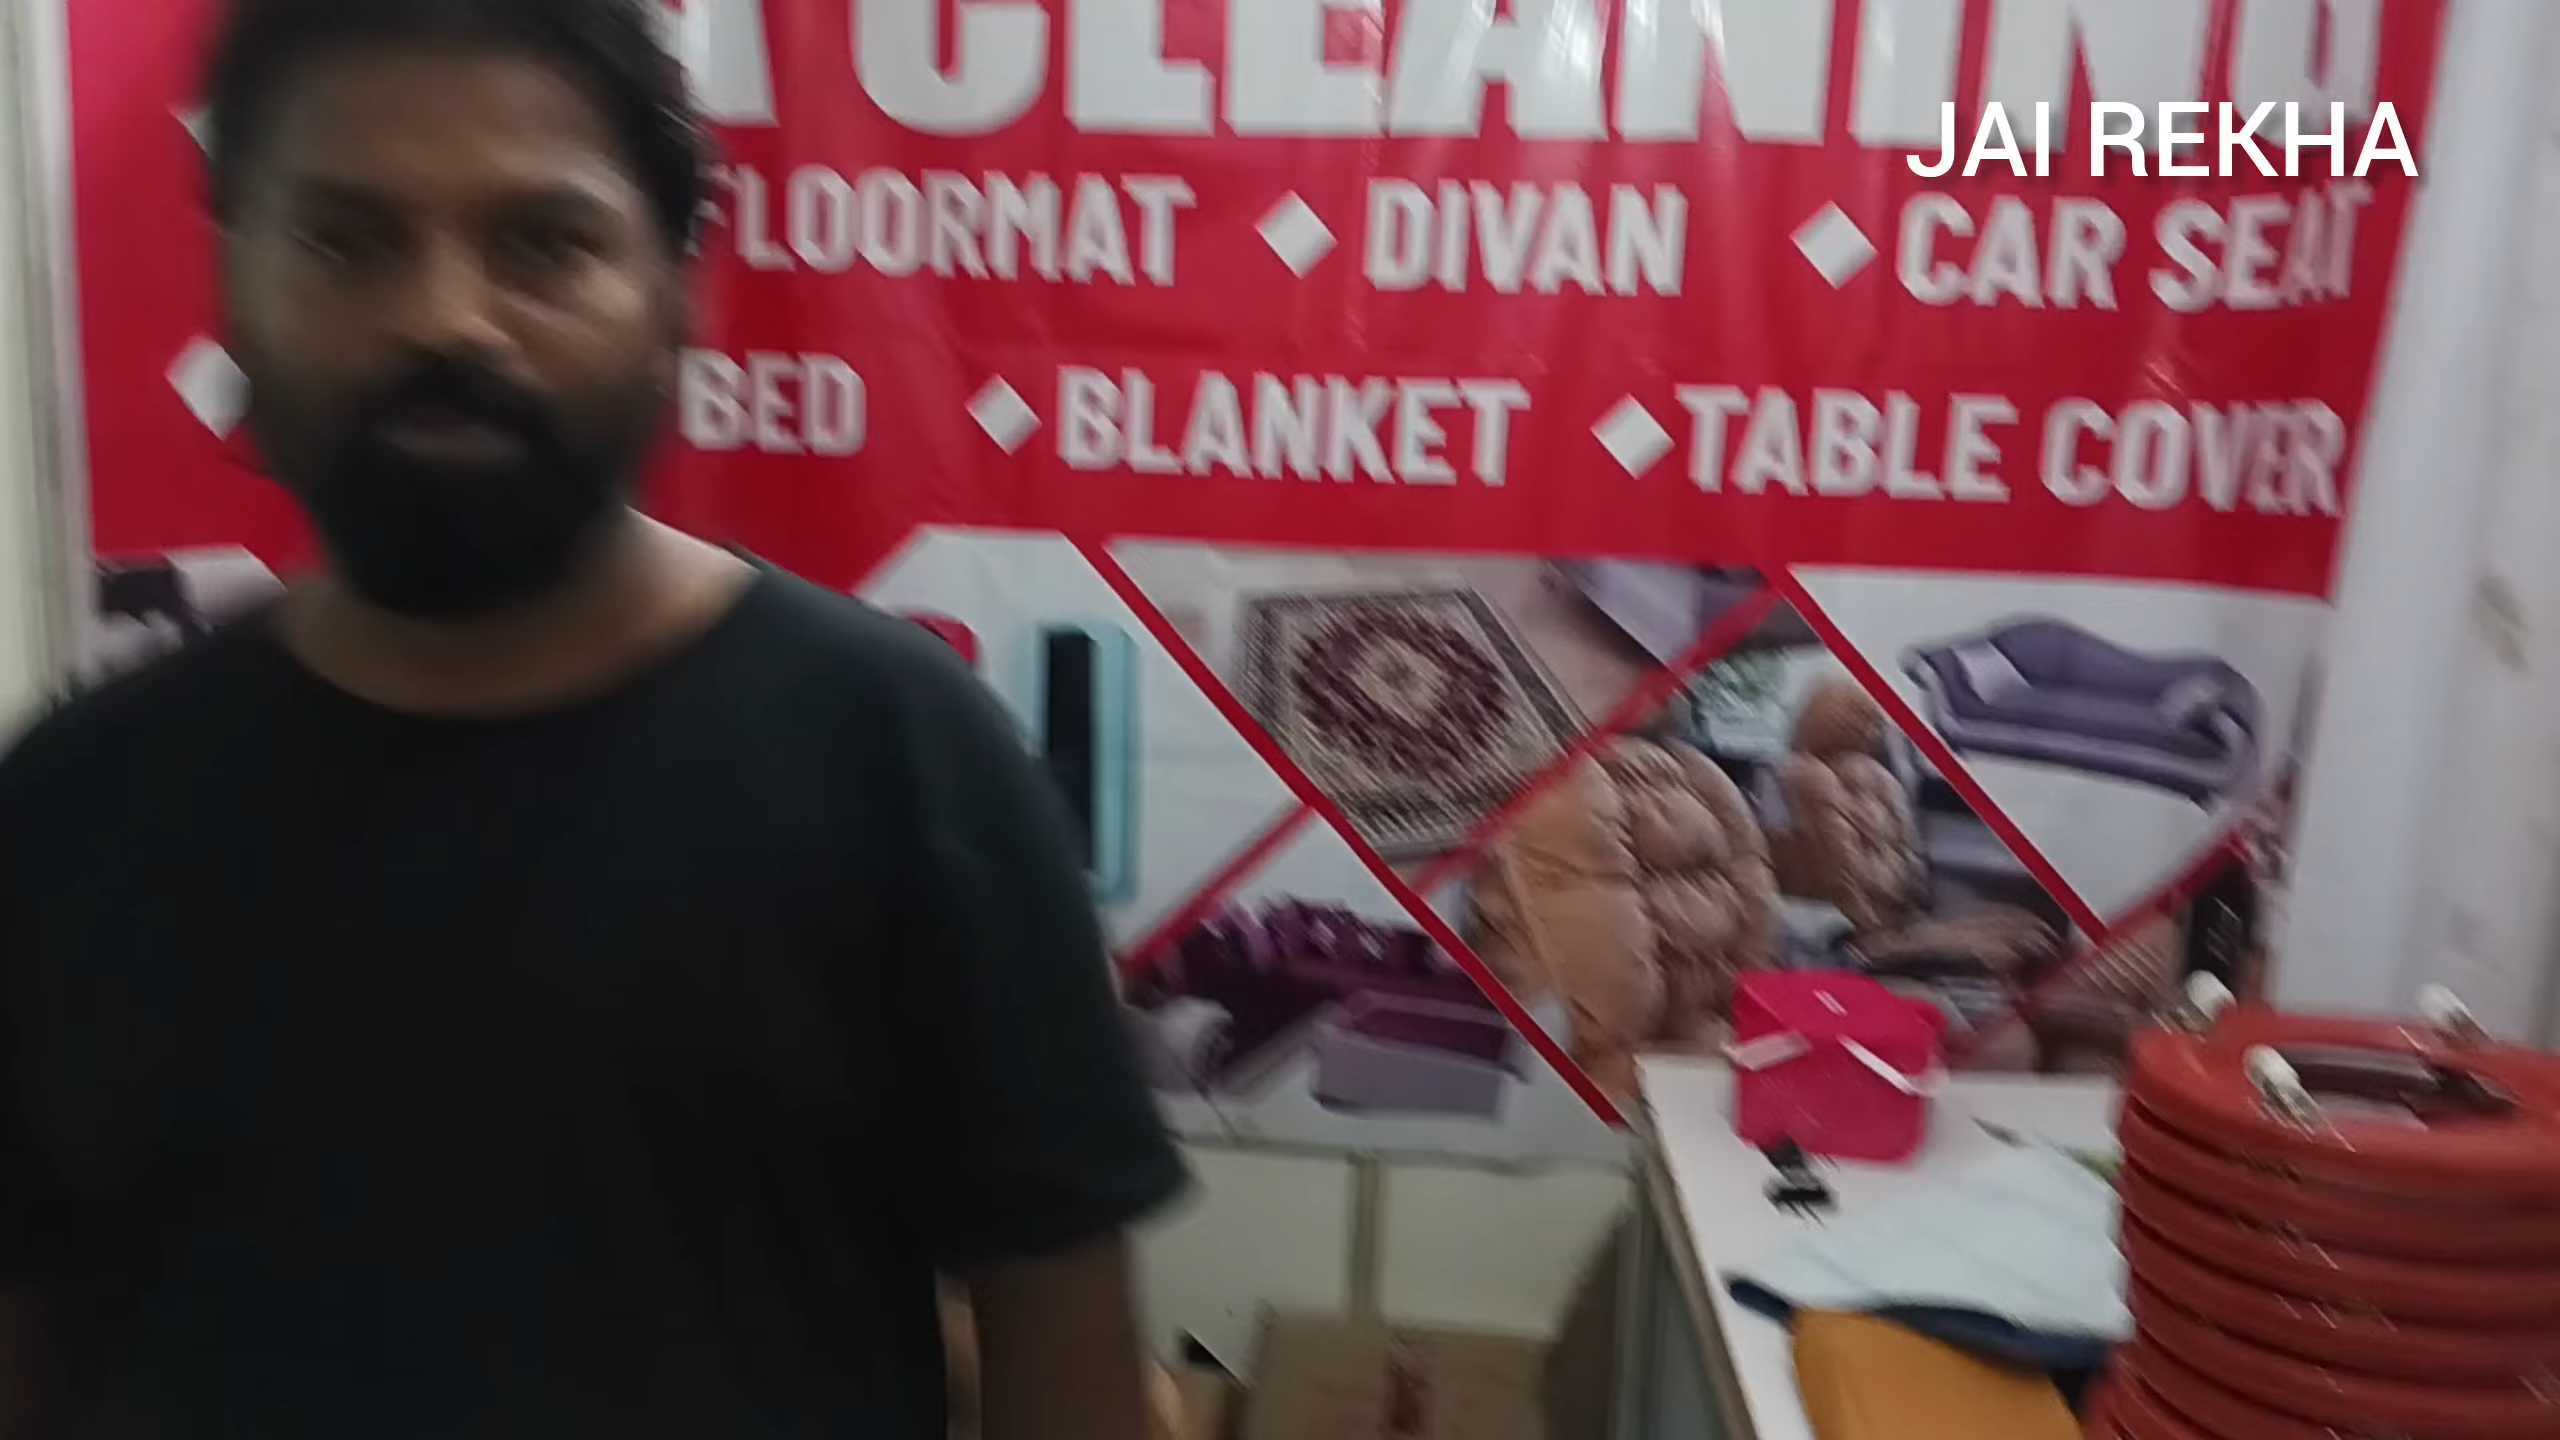 CLEANING
JAI REKHA
FLOORMAT ◆ DIVAN ◆ CAR SEAT
◆ BED ◆ BLANKET ◆ TABLE COVER